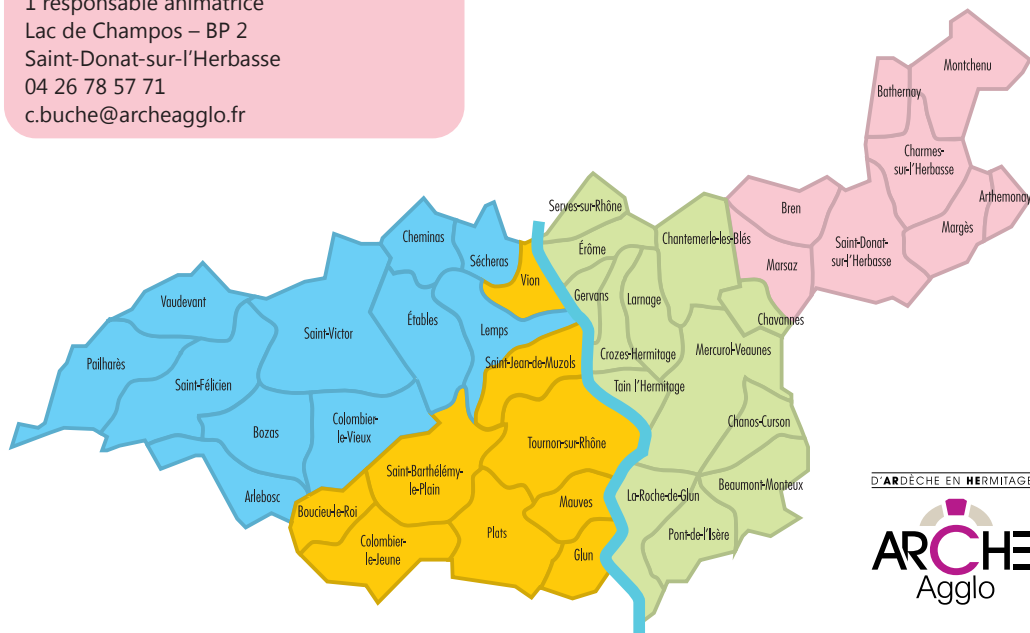 1 responsable animatrice
Lac de Champos – BP 2
Saint-Donat-sur-l'Herbasse
04 26 78 57 71
c.buche@archeagglo.fr
Montchenu
Bathernay
Charmes-
sur-l'Herbasse
Arthemonay
Margès
Bren
Saint-Donat-
sur-l'Herbasse
Marsaz
Serves-sur-Rhône
Chantemerle-les-Blés
Érôme
Gervans
Larnage
Chavannes
Crozes-Hermitage
Mercurol-Veaunes
Tain l'Hermitage
Chanos-Curson
Beaumont-Monteux
La-Roche-de-Glun
Pont-de-l'Isère
Cheminas
Sécheras
Vion
Vaudevant
Saint-Victor
Étables
Lemps
Saint-Jean-de-Muzols
Pailharès
Saint-Félicien
Bozas
Colombier-
le-Vieux
Tournon-sur-Rhône
Saint-Barthélémy-
le-Plain
Arlebosc
Boucieu-le-Roi
Mauves
Plats
Colombier-
le-Jeune
Glun
D'ARDÈCHE EN HERMITAGE
ARCHE
Agglo